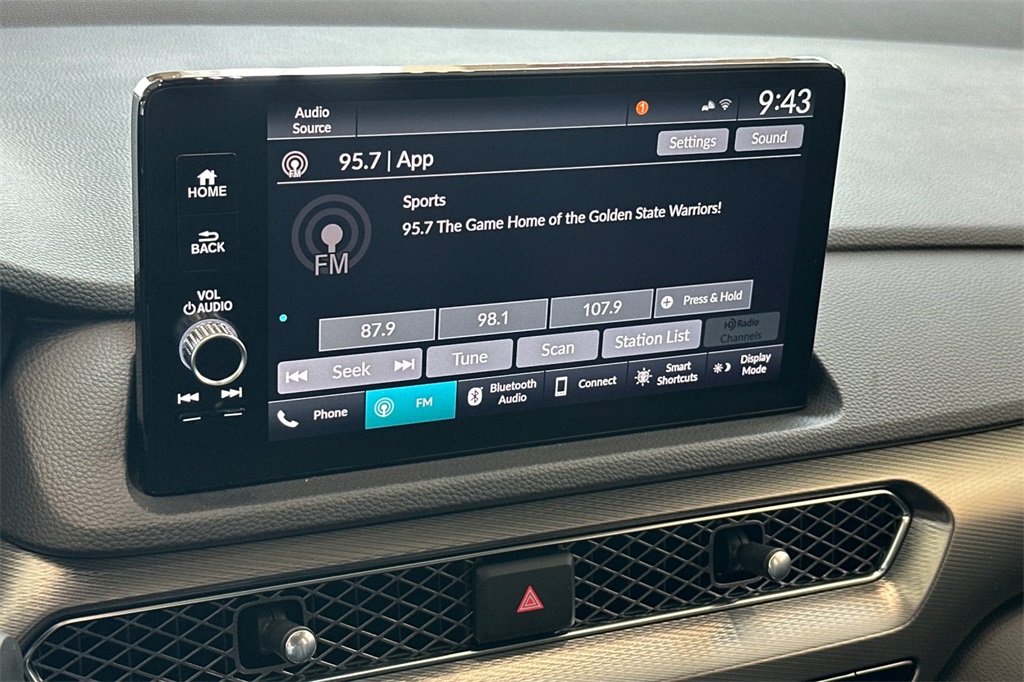 Audio
Source
1
9:43
Settings
Sound
FM
95.7 | App
HOME
Sports
95.7 The Game Home of the Golden State Warriors!
FM
BACK
VOL
AUDIO
87.9
98.1
107.9
+ Press & Hold
Seek
Tune
Scan
Station List
HD Radio
Channels
Phone
FM
Bluetooth
Audio
Connect
Smart
Shortcuts
Display
Mode